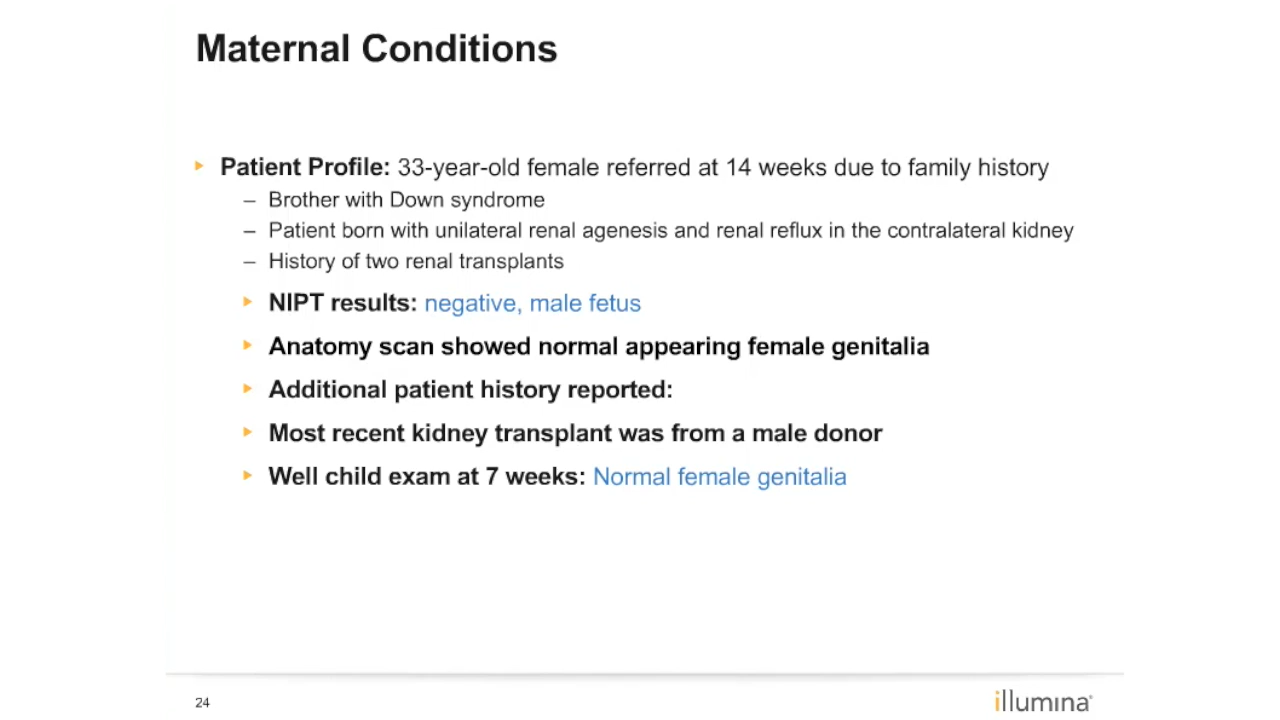 Maternal Conditions
Patient Profile: 33-year-old female referred at 14 weeks due to family history
– Brother with Down syndrome
– Patient born with unilateral renal agenesis and renal reflux in the contralateral kidney
– History of two renal transplants
NIPT results: negative, male fetus
Anatomy scan showed normal appearing female genitalia
Additional patient history reported:
Most recent kidney transplant was from a male donor
Well child exam at 7 weeks: Normal female genitalia
24
illumina®